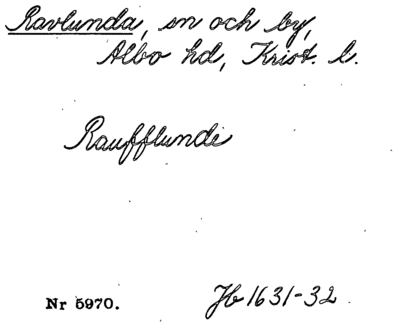 Ravlunda, sn och by,
Albo hd, Krist. l.
Raufflunde
Nr 5970.
Jb 1631-32